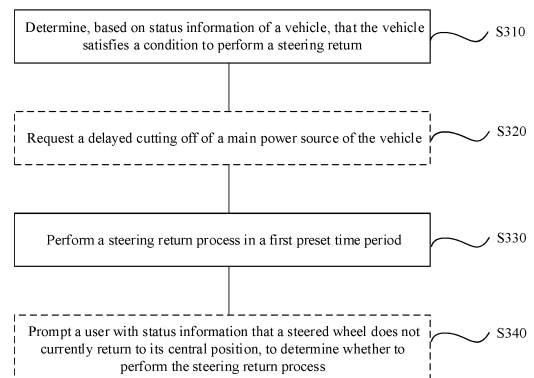 Determine, based on status information of a vehicle, that the vehicle
satisfies a condition to perform a steering return
S310
Request a delayed cutting off of a main power source of the vehicle
S320
Perform a steering return process in a first preset time period
S330
Prompt a user with status information that a steered wheel does not
currently return to its central position, to determine whether to
perform the steering return process
S340